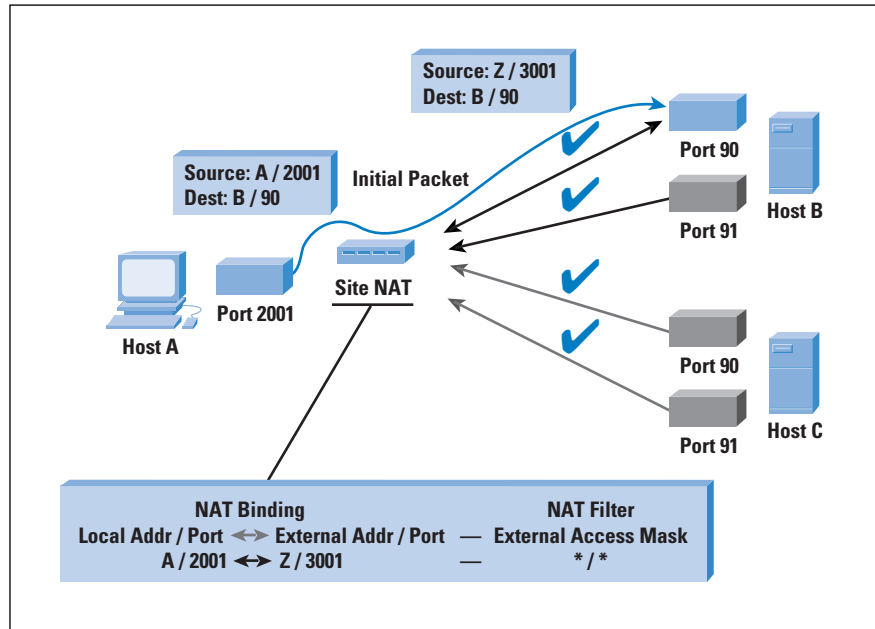 Source: Z / 3001
Dest: B / 90
Source: A / 2001
Dest: B / 90
Initial Packet
Port 90
Host B
Port 91
Site NAT
Port 2001
Host A
Port 90
Host C
Port 91
NAT Binding NAT Filter
Local Addr / Port ↔ External Addr / Port — External Access Mask
A / 2001 ↔ Z / 3001 — * / *